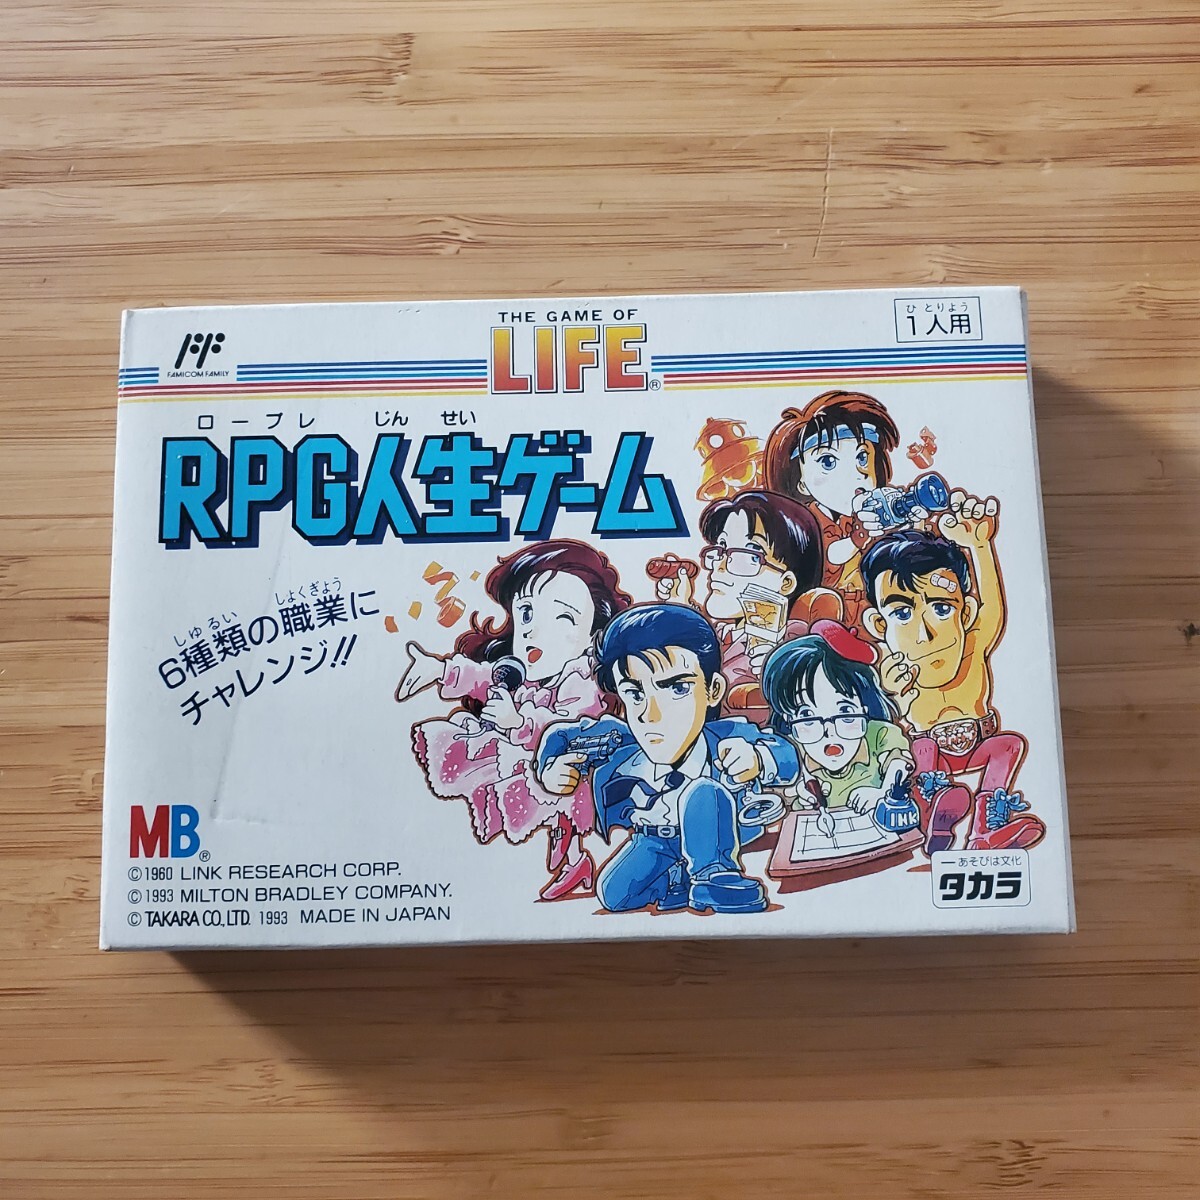 THE GAME OF
LIFE®
ひとりよう
1人用
FAMICOM FAMILY
ロープレ じん せい
RPG人生ゲーム
しゅるい しょくぎょう
6種類の職業に
チャレンジ!!
INK
MB®
©1960 LINK RESEARCH CORP.
©1993 MILTON BRADLEY COMPANY.
© TAKARA CO., LTD. 1993 MADE IN JAPAN
あそびは文化
タカラ